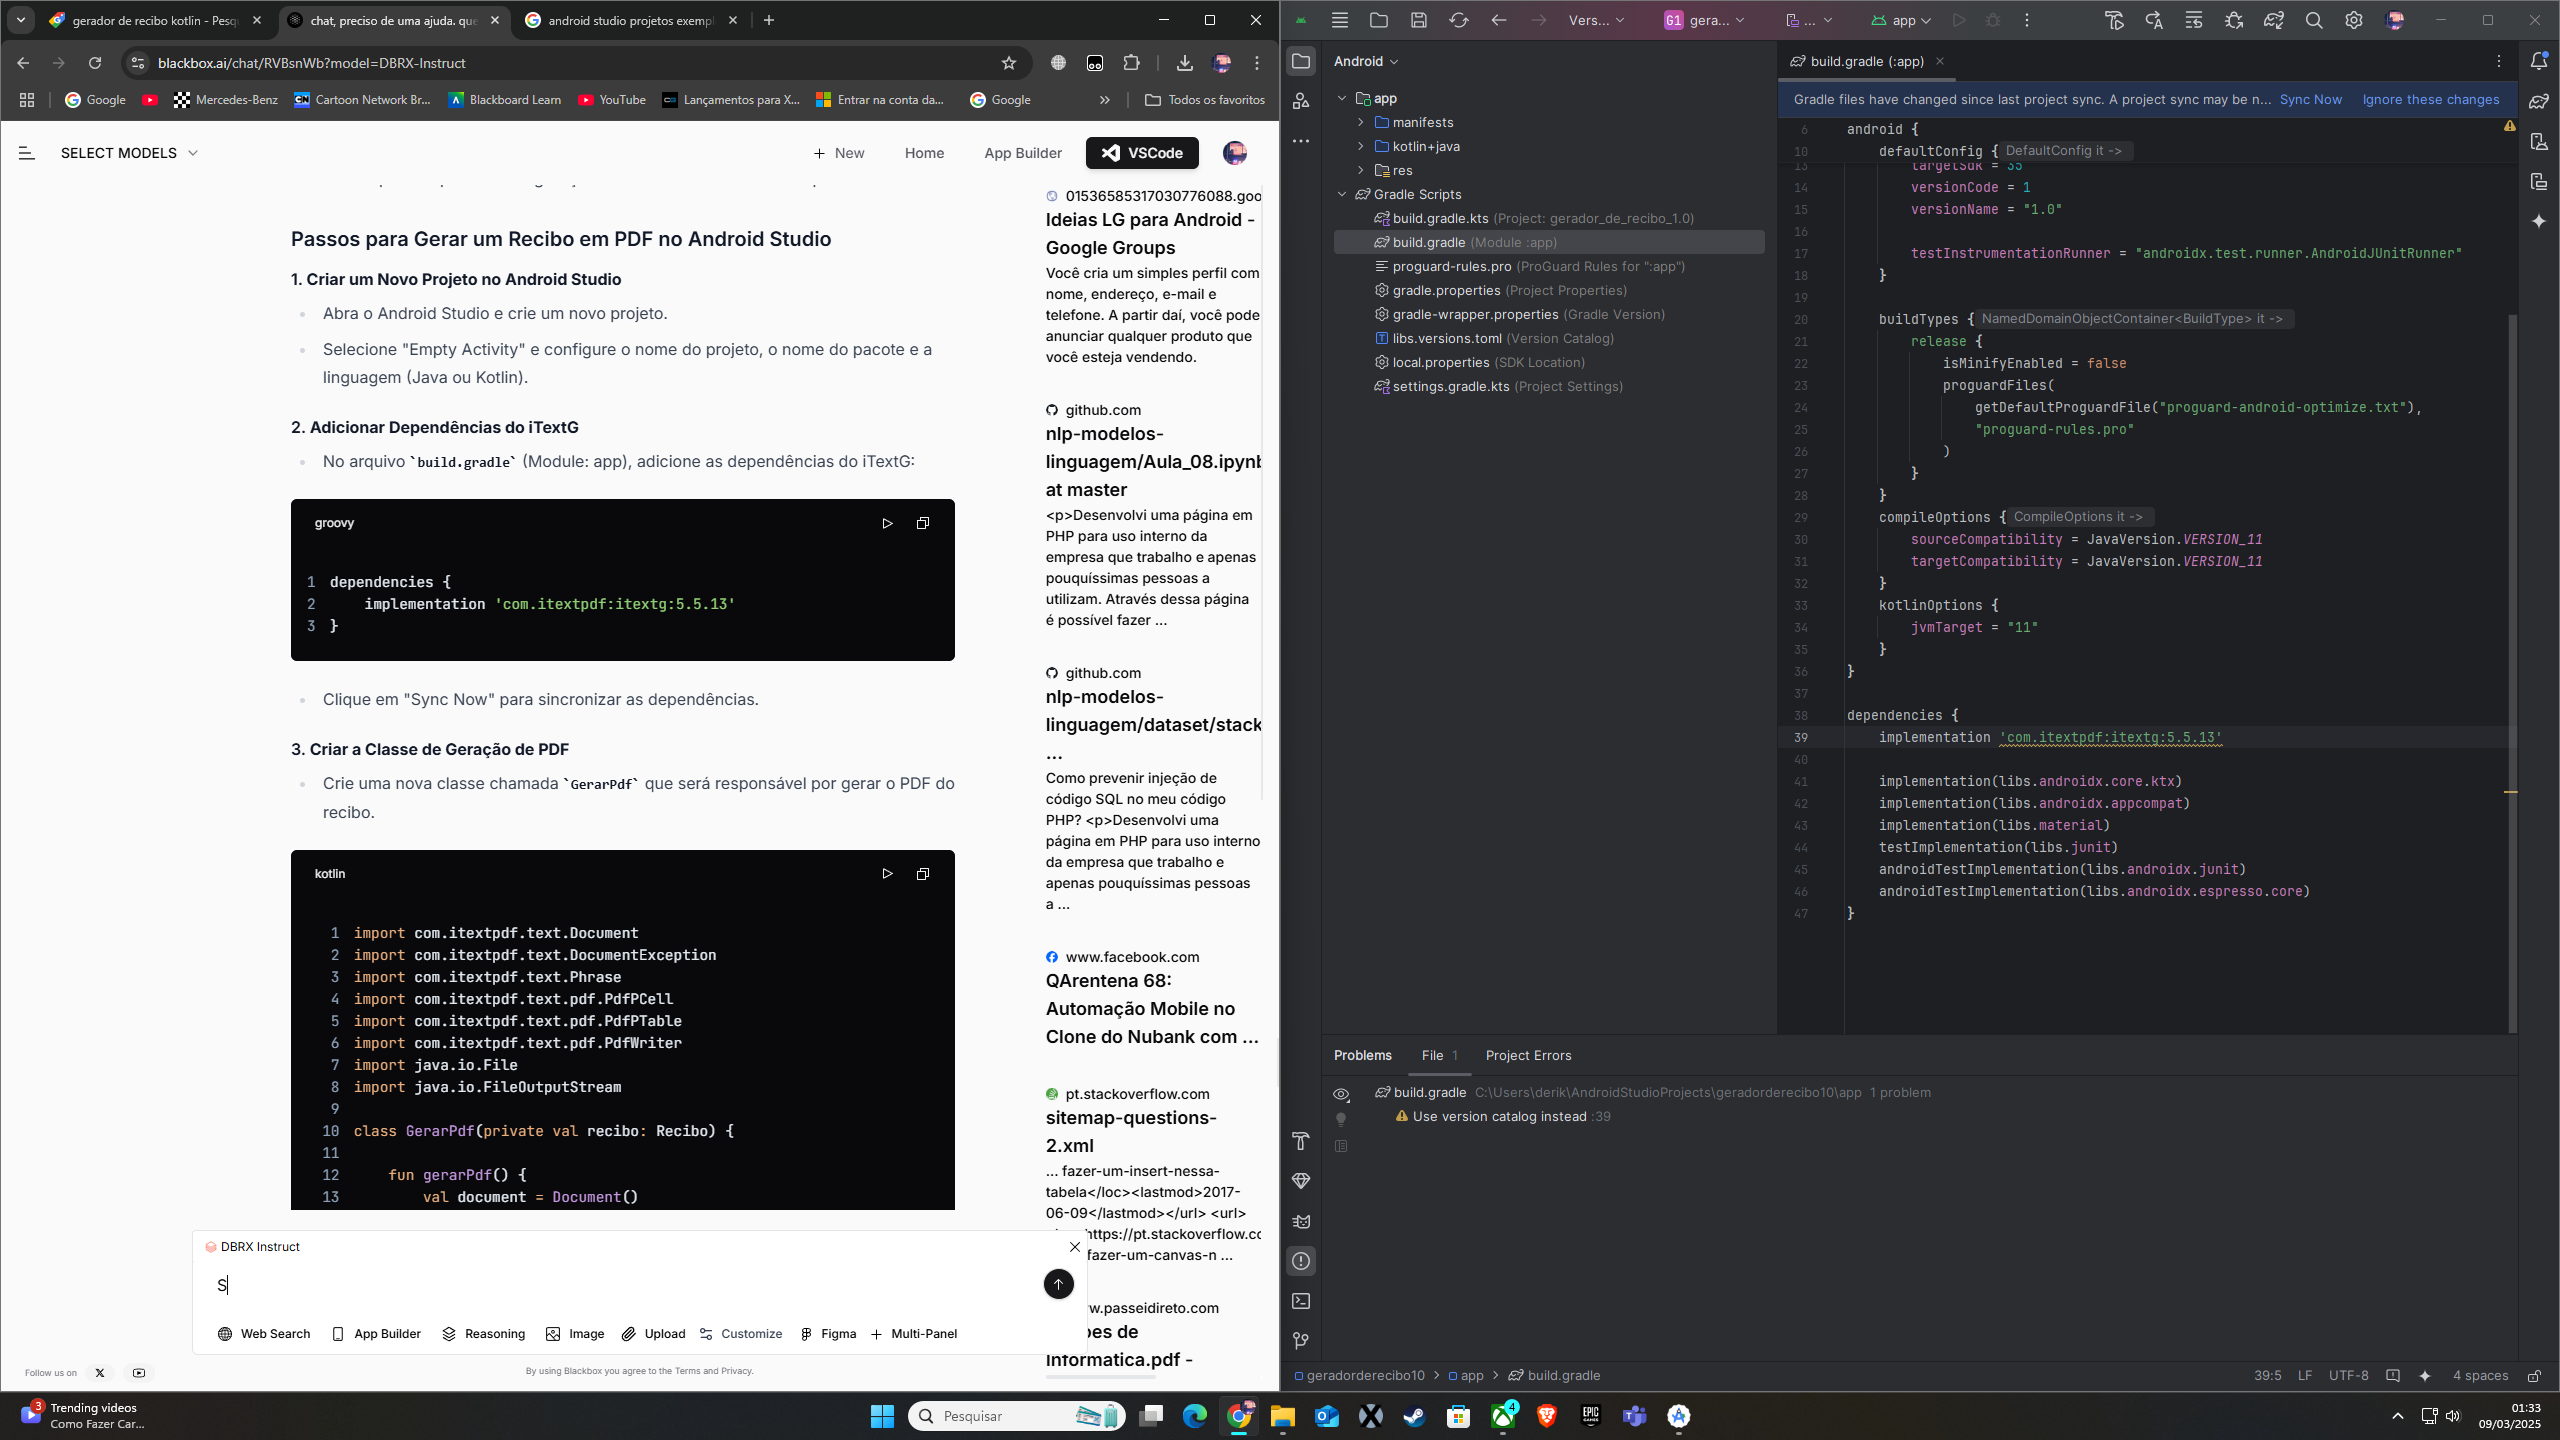 gerador de recibo kotlin - Pesq
chat, preciso de uma ajuda. que
android studio projetos exempl
blackbox.ai/chat/RVBsnWb?model=DBRX-Instruct
Google
Mercedes-Benz
Cartoon Network Br...
Blackboard Learn
YouTube
Lançamentos para X...
Entrar na conta da...
Google
Todos os favoritos
SELECT MODELS
New
Home
App Builder
VSCode
Passos para Gerar um Recibo em PDF no Android Studio
1. Criar um Novo Projeto no Android Studio
Abra o Android Studio e crie um novo projeto.
Selecione "Empty Activity" e configure o nome do projeto, o nome do pacote e a
linguagem (Java ou Kotlin).
2. Adicionar Dependências do iTextG
No arquivo `build.gradle` (Module: app), adicione as dependências do iTextG:
groovy
1 dependencies {
2 implementation 'com.itextpdf:itextg:5.5.13'
3 }
Clique em "Sync Now" para sincronizar as dependências.
3. Criar a Classe de Geração de PDF
Crie uma nova classe chamada `GerarPdf` que será responsável por gerar o PDF do
recibo.
kotlin
1 import com.itextpdf.text.Document
2 import com.itextpdf.text.DocumentException
3 import com.itextpdf.text.Phrase
4 import com.itextpdf.text.pdf.PdfPCell
5 import com.itextpdf.text.pdf.PdfPTable
6 import com.itextpdf.text.pdf.PdfWriter
7 import java.io.File
8 import java.io.FileOutputStream
9
10 class GerarPdf(private val recibo: Recibo) {
11
12 fun gerarPdf() {
13 val document = Document()
01536585317030776088.goo
Ideias LG para Android -
Google Groups
Você cria um simples perfil com
nome, endereço, e-mail e
telefone. A partir daí, você pode
anunciar qualquer produto que
você esteja vendendo.
github.com
nlp-modelos-
linguagem/Aula_08.ipynb
at master
<p>Desenvolvi uma página em
PHP para uso interno da
empresa que trabalho e apenas
pouquíssimas pessoas a
utilizam. Através dessa página
é possível fazer ...
github.com
nlp-modelos-
linguagem/dataset/stack
...
Como prevenir injeção de
código SQL no meu código
PHP? <p>Desenvolvi uma
página em PHP para uso interno
da empresa que trabalho e
apenas pouquíssimas pessoas
a ...
www.facebook.com
QArentena 68:
Automação Mobile no
Clone do Nubank com ...
pt.stackoverflow.com
sitemap-questions-
2.xml
... fazer-um-insert-nessa-
tabela</loc><lastmod>2017-
06-09</lastmod></url> <url>
https://pt.stackoverflow.co
fazer-um-canvas-n ...
w.passeidireto.com
oes de
Informatica.pdf -
DBRX Instruct
S
Web Search
App Builder
Reasoning
Image
Upload
Customize
Figma
Multi-Panel
Follow us on
By using Blackbox you agree to the Terms and Privacy.
Vers...
G1 gera...
...
app
Android
app
manifests
kotlin+java
res
Gradle Scripts
build.gradle.kts (Project: gerador_de_recibo_1.0)
build.gradle (Module :app)
proguard-rules.pro (ProGuard Rules for ":app")
gradle.properties (Project Properties)
gradle-wrapper.properties (Gradle Version)
libs.versions.toml (Version Catalog)
local.properties (SDK Location)
settings.gradle.kts (Project Settings)
build.gradle (:app)
Gradle files have changed since last project sync. A project sync may be n... Sync Now Ignore these changes
6 android {
10 defaultConfig { DefaultConfig it ->
13 targetSdk = 35
14 versionCode = 1
15 versionName = "1.0"
16
17 testInstrumentationRunner = "androidx.test.runner.AndroidJUnitRunner"
18 }
19
20 buildTypes { NamedDomainObjectContainer<BuildType> it ->
21 release {
22 isMinifyEnabled = false
23 proguardFiles(
24 getDefaultProguardFile("proguard-android-optimize.txt"),
25 "proguard-rules.pro"
26 )
27 }
28 }
29 compileOptions { CompileOptions it ->
30 sourceCompatibility = JavaVersion.VERSION_11
31 targetCompatibility = JavaVersion.VERSION_11
32 }
33 kotlinOptions {
34 jvmTarget = "11"
35 }
36 }
37
38 dependencies {
39 implementation 'com.itextpdf:itextg:5.5.13'
40
41 implementation(libs.androidx.core.ktx)
42 implementation(libs.androidx.appcompat)
43 implementation(libs.material)
44 testImplementation(libs.junit)
45 androidTestImplementation(libs.androidx.junit)
46 androidTestImplementation(libs.androidx.espresso.core)
47 }
Problems
File 1
Project Errors
build.gradle C:\Users\derik\AndroidStudioProjects\geradorderecibo10\app 1 problem
Use version catalog instead :39
geradorderecibo10 > app > build.gradle
39:5
LF
UTF-8
4 spaces
3
Trending videos
Como Fazer Car...
Pesquisar
EPIC GAMES
4
01:33
09/03/2025